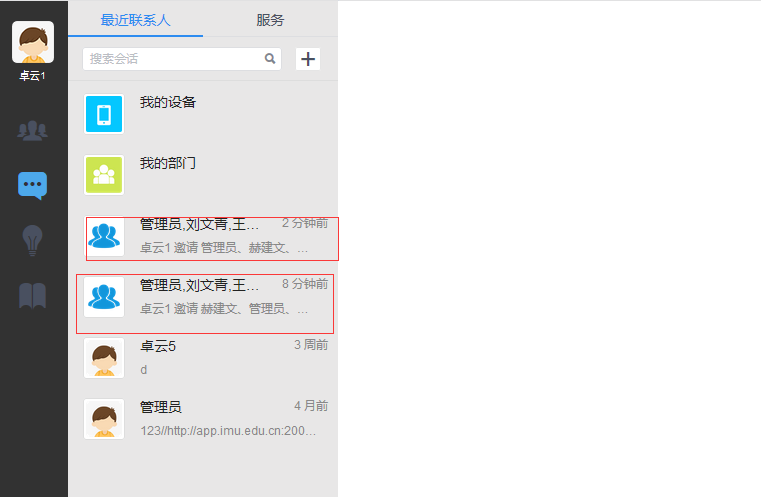 最近联系人
服务
卓云1
搜索会话
我的设备
我的部门
管理员,刘文青,王... 2 分钟前
卓云1 邀请 管理员、赫建文、...
管理员,刘文青,王... 8 分钟前
卓云1 邀请 赫建文、管理员、...
卓云5 3 周前
d
管理员 4 月前
123//http://app.imu.edu.cn:200...